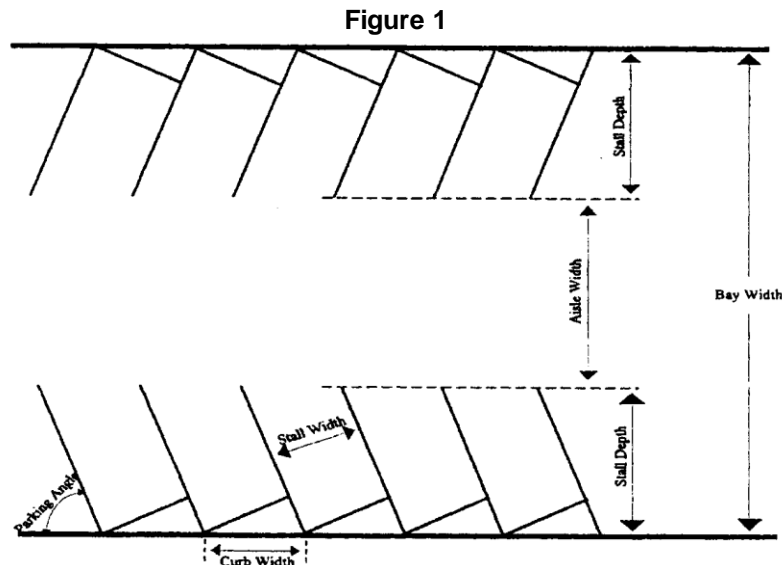 Figure 1
Stall Depth
Aisle Width
Bay Width
Stall Width
Stall Depth
Parking Angle
Curb Width